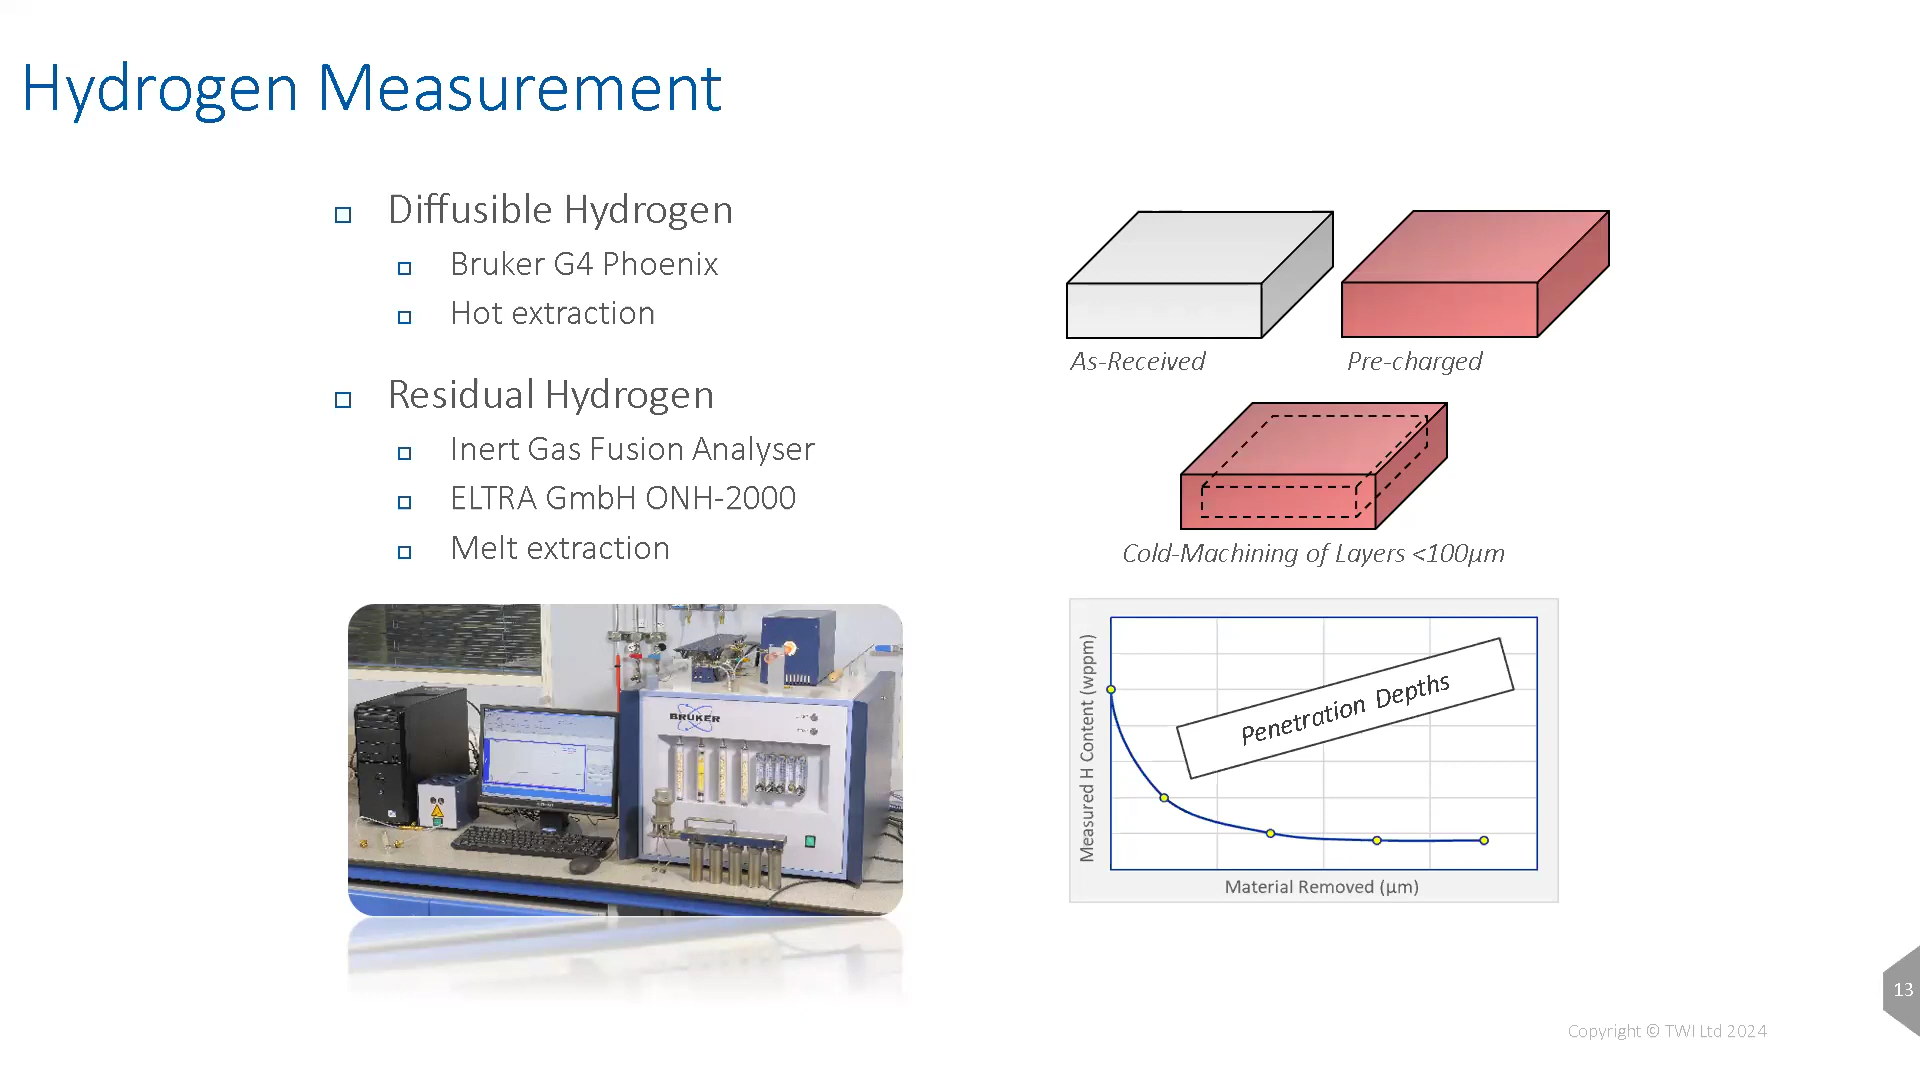 Hydrogen Measurement
Diffusible Hydrogen
Bruker G4 Phoenix
Hot extraction
Residual Hydrogen
Inert Gas Fusion Analyser
ELTRA GmbH ONH-2000
Melt extraction
BRUKER
As-Received
Pre-charged
Cold-Machining of Layers <100µm
Measured H Content (wppm)
Penetration Depths
Material Removed (µm)
13
Copyright © TWI Ltd 2024